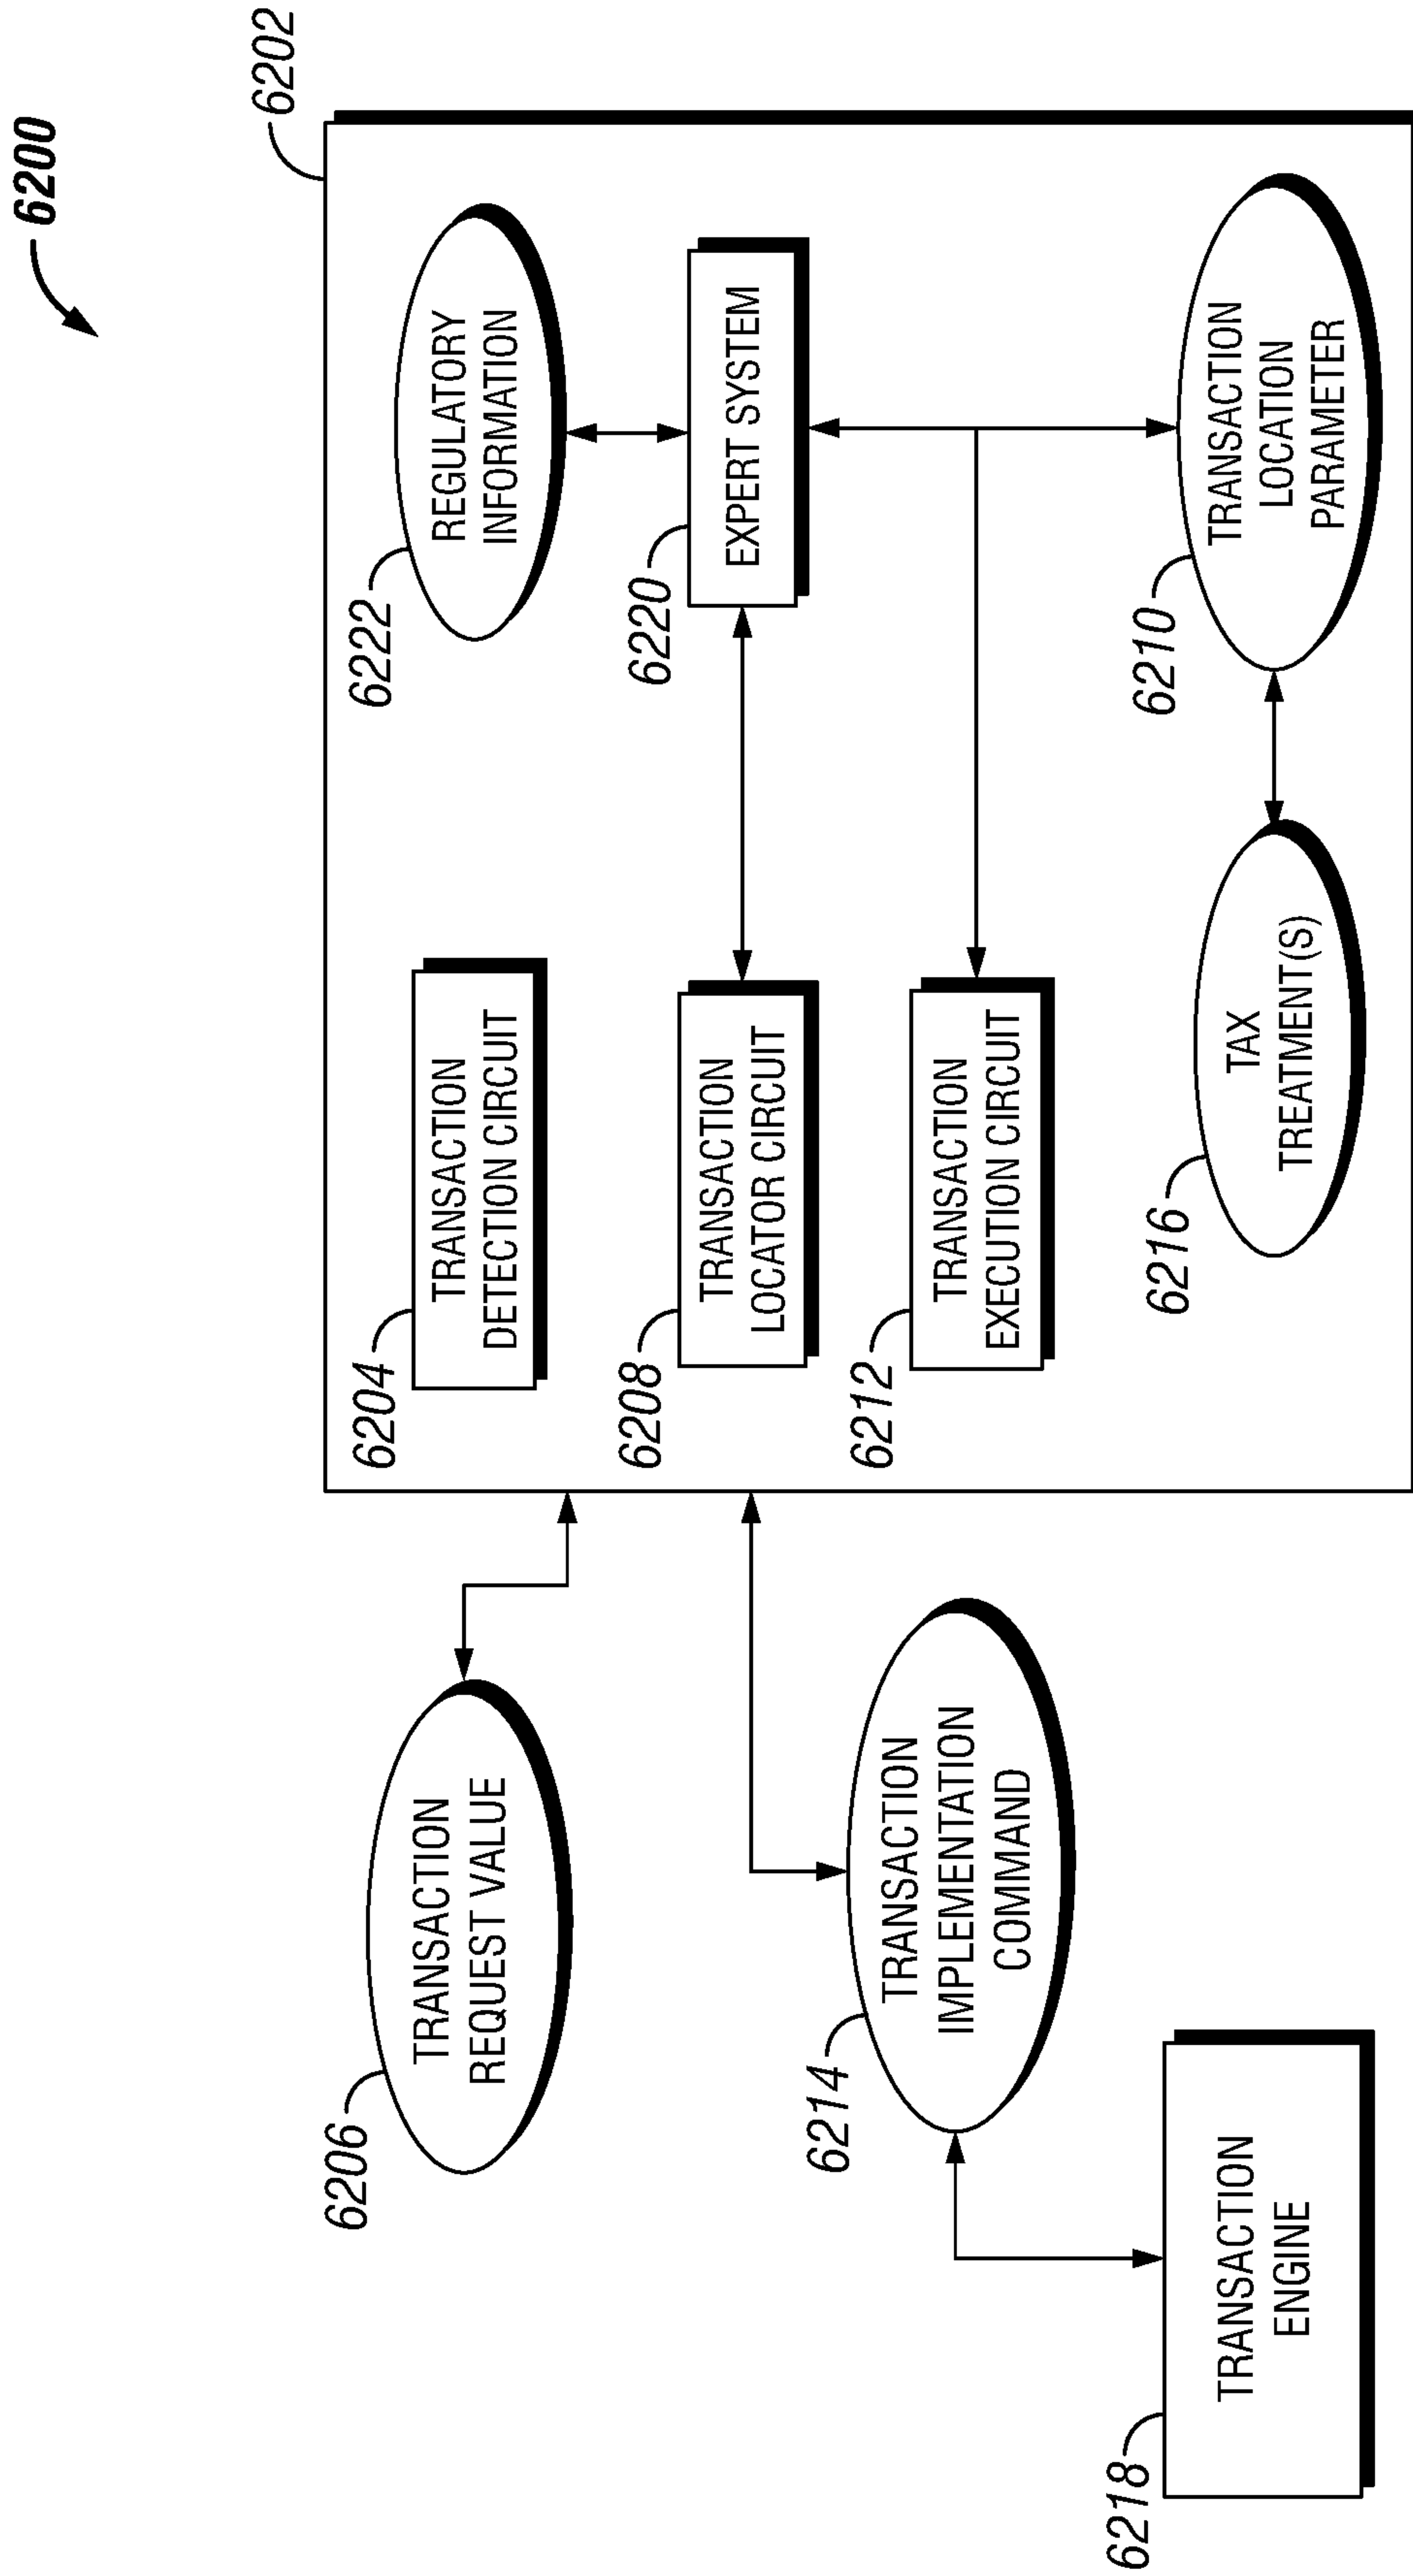 6200
6202
6206
TRANSACTION
REQUEST VALUE
6204
TRANSACTION
DETECTION CIRCUIT
6222
REGULATORY
INFORMATION
6208
TRANSACTION
LOCATOR CIRCUIT
6220
EXPERT SYSTEM
6214
TRANSACTION
IMPLEMENTATION
COMMAND
6212
TRANSACTION
EXECUTION CIRCUIT
6218
TRANSACTION
ENGINE
6216
TAX
TREATMENT(S)
6210
TRANSACTION
LOCATION
PARAMETER